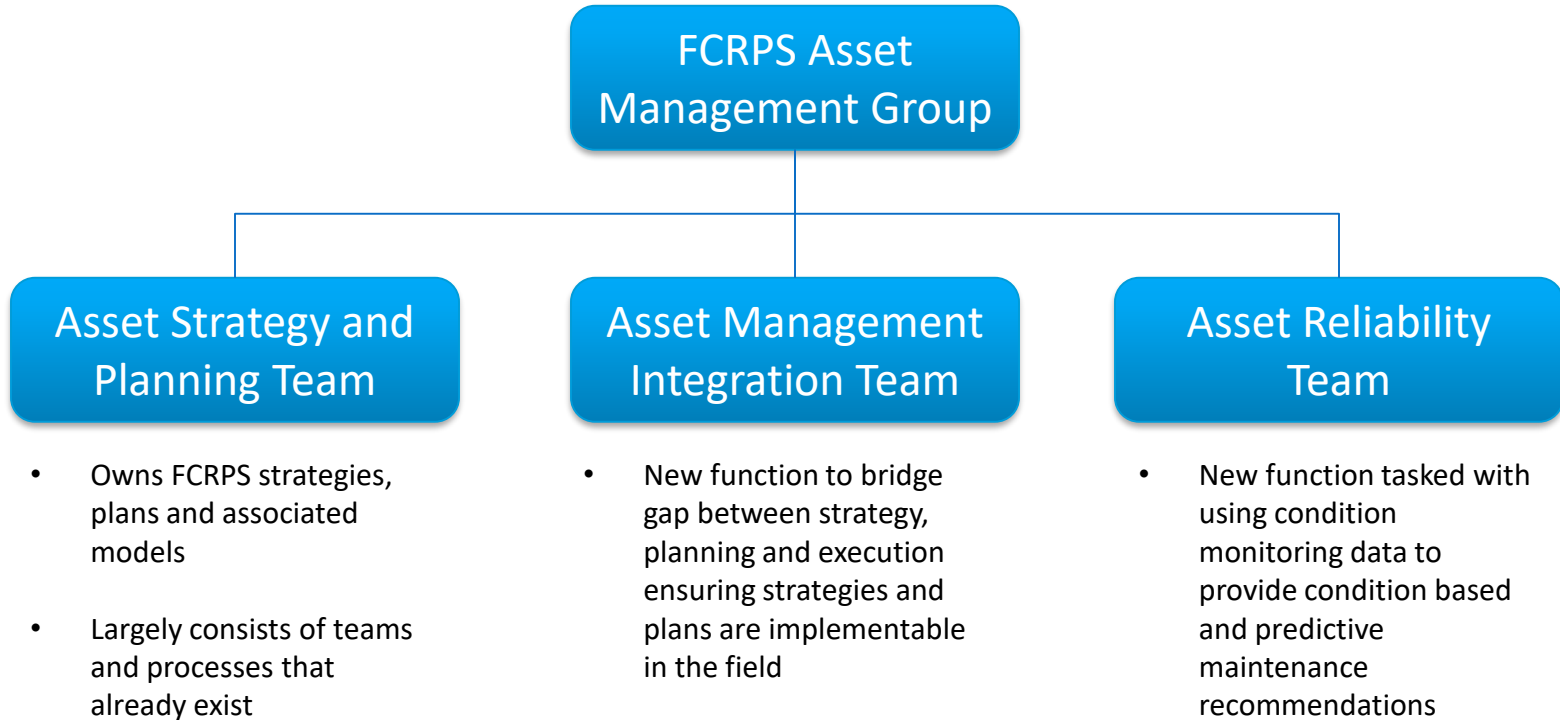 FCRPS Asset
Management Group
Asset Strategy and
Planning Team
• Owns FCRPS strategies,
plans and associated
models
• Largely consists of teams
and processes that
already exist
Asset Management
Integration Team
• New function to bridge
gap between strategy,
planning and execution
ensuring strategies and
plans are implementable
in the field
Asset Reliability
Team
• New function tasked with
using condition
monitoring data to
provide condition based
and predictive
maintenance
recommendations